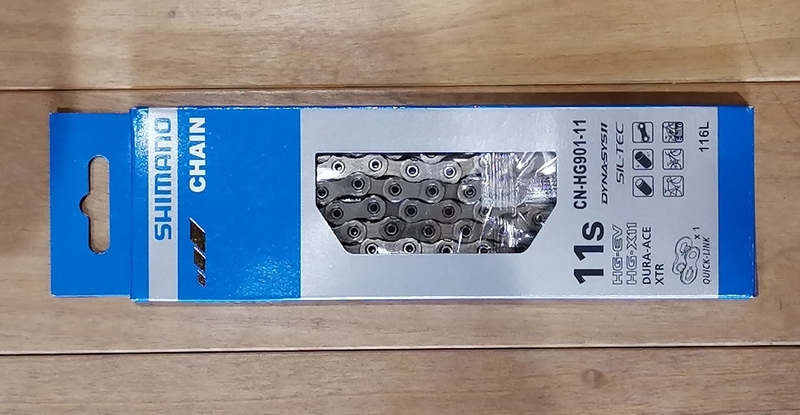 SHIMANO
CHAIN
11s
CN-HG901-11
HG-EV
HG-X11
DURA-ACE
XTR
DYNASYS11
SIL-TEC
x 1
QUICK-LINK
116L